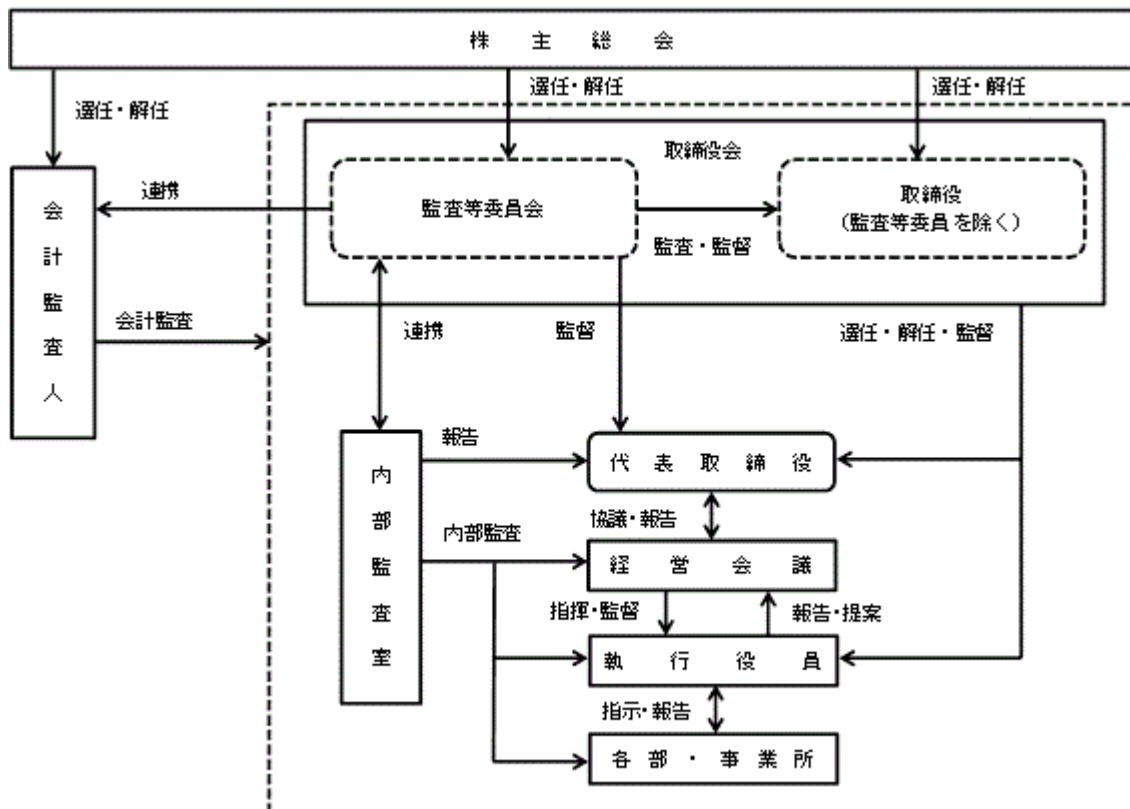 株主総会
選任・解任
選任・解任
選任・解任
取締役会
会計監査人
連携
監査等委員会
取締役
(監査等委員を除く)
監査・監督
会計監査
連携
監督
選任・解任・監督
内部監査室
報告
代表取締役
協議・報告
内部監査
経営会議
指揮・監督
報告・提案
執行役員
指示・報告
各部・事業所